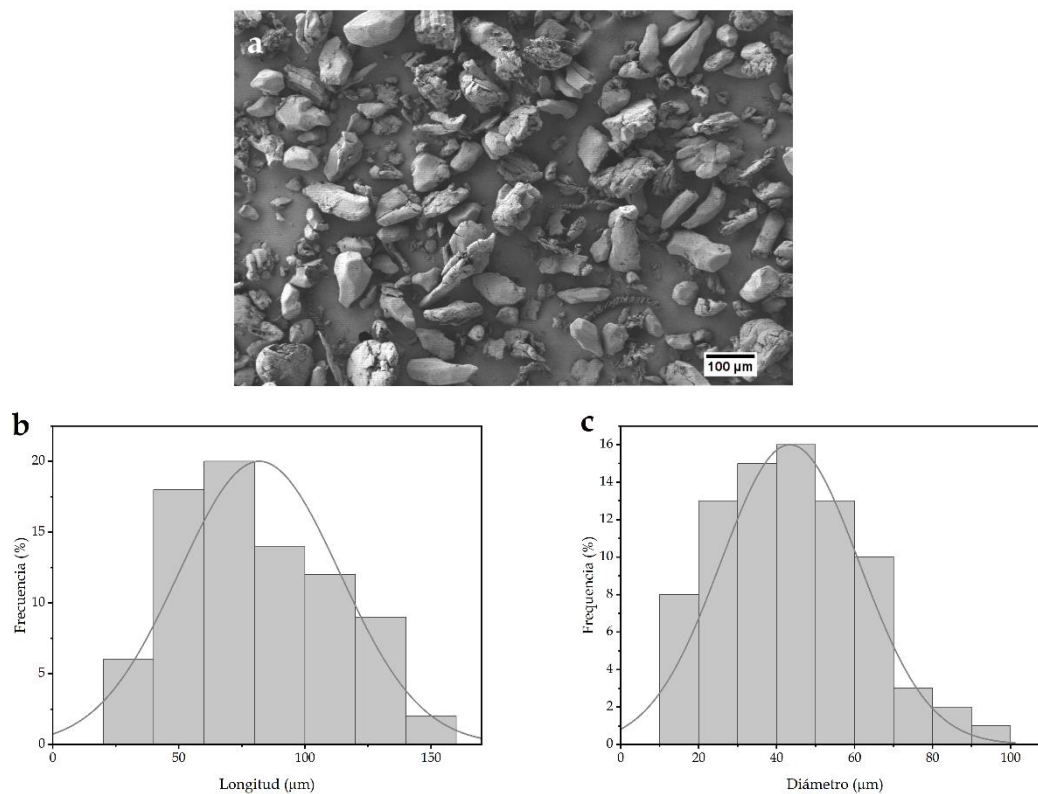 a
100 µm
b
20
15
10
5
0
Frecuencia (%)
0 50 100 150
Longitud (µm)
c
16
14
12
10
8
6
4
2
0
Frequencia (%)
0 20 40 60 80 100
Diámetro (µm)